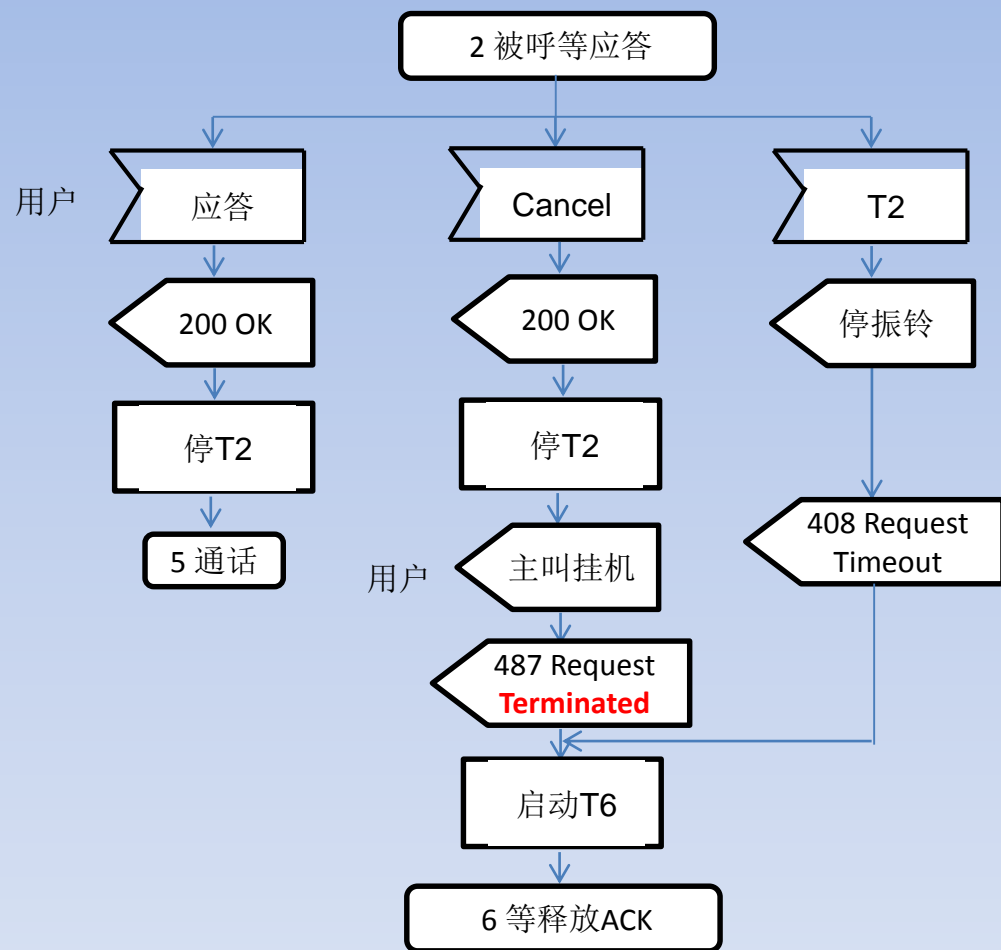 2 被呼等应答
用户
应答
Cancel
T2
200 OK
200 OK
停振铃
停T2
停T2
408 Request
Timeout
5 通话
用户
主叫挂机
487 Request
Terminated
启动T6
6 等释放ACK